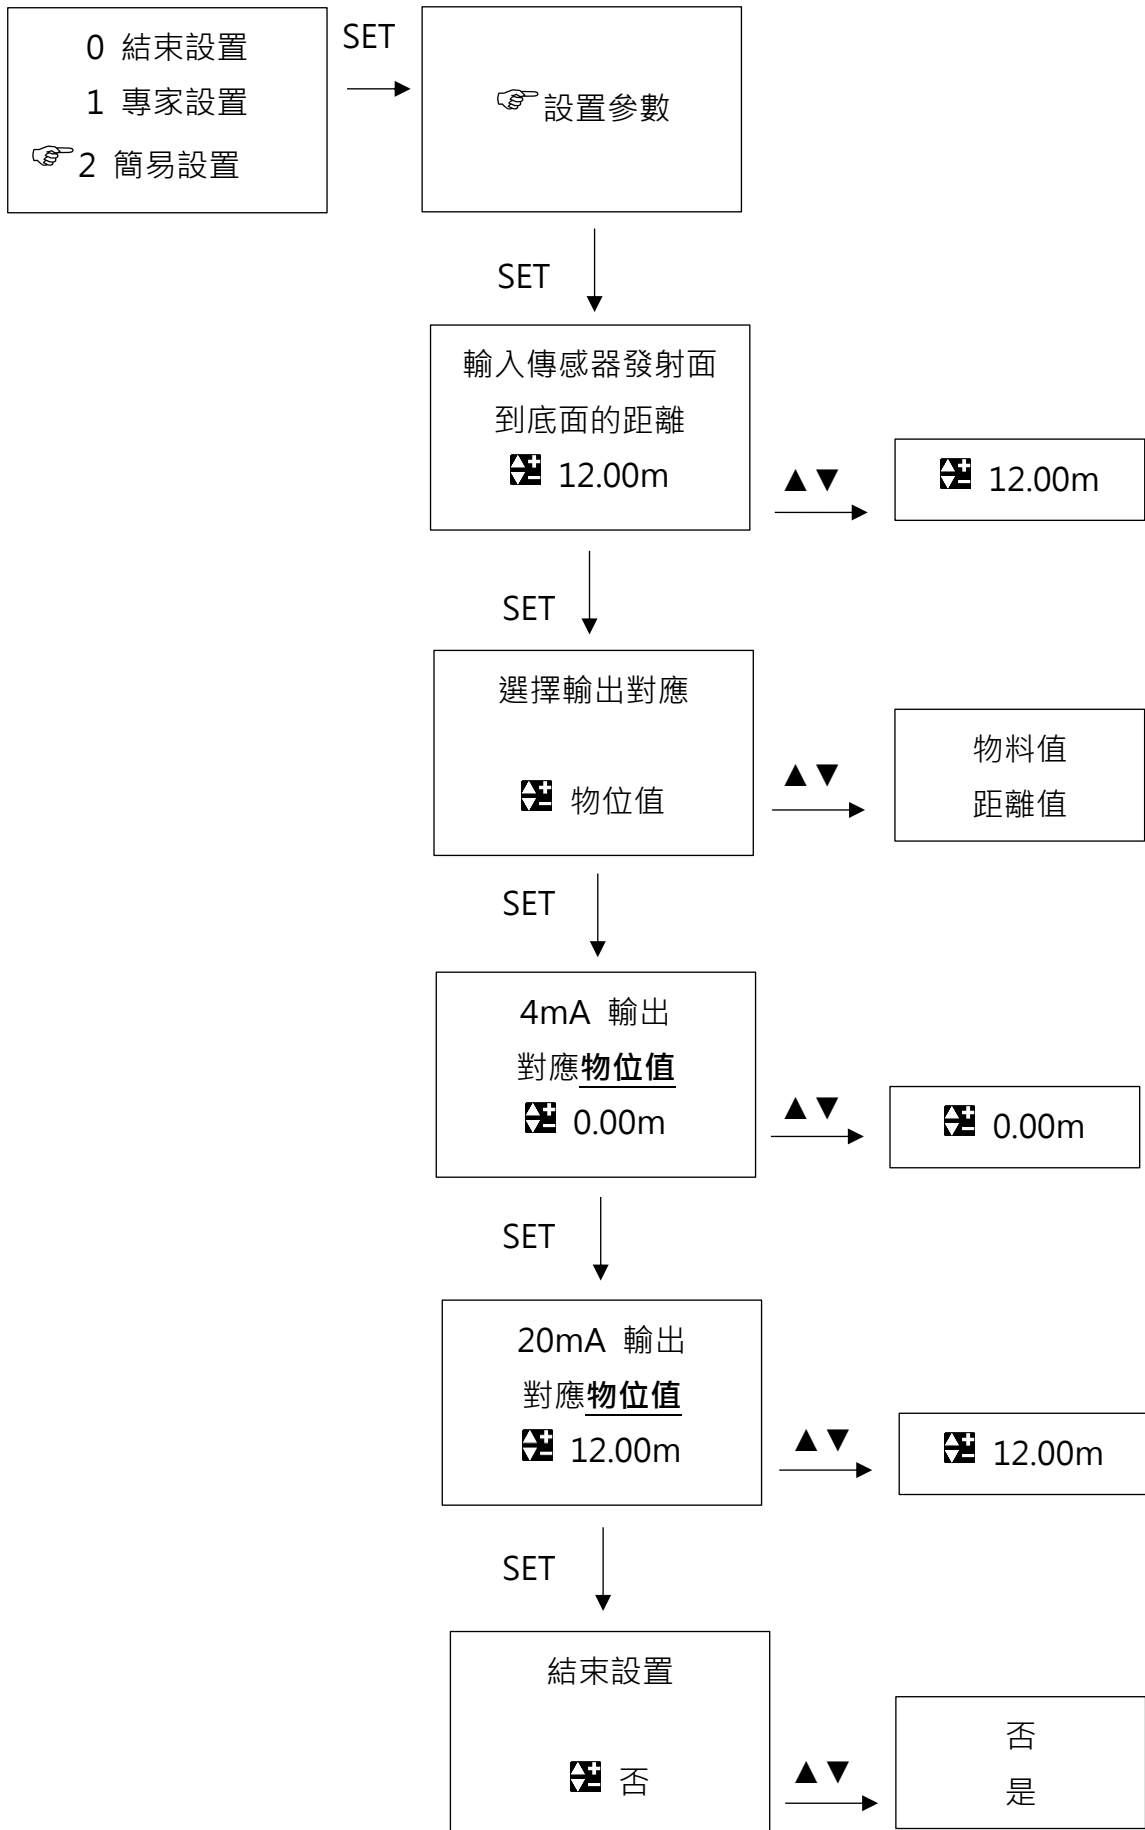 0 結束設置
1 專家設置
☞2 簡易設置
SET
☞設置參數
SET
輸入傳感器發射面
到底面的距離
12.00m
▲▼
12.00m
SET
選擇輸出對應
物位值
▲▼
物料值
距離值
SET
4mA 輸出
對應物位值
0.00m
▲▼
0.00m
SET
20mA 輸出
對應物位值
12.00m
▲▼
12.00m
SET
結束設置
否
▲▼
否
是